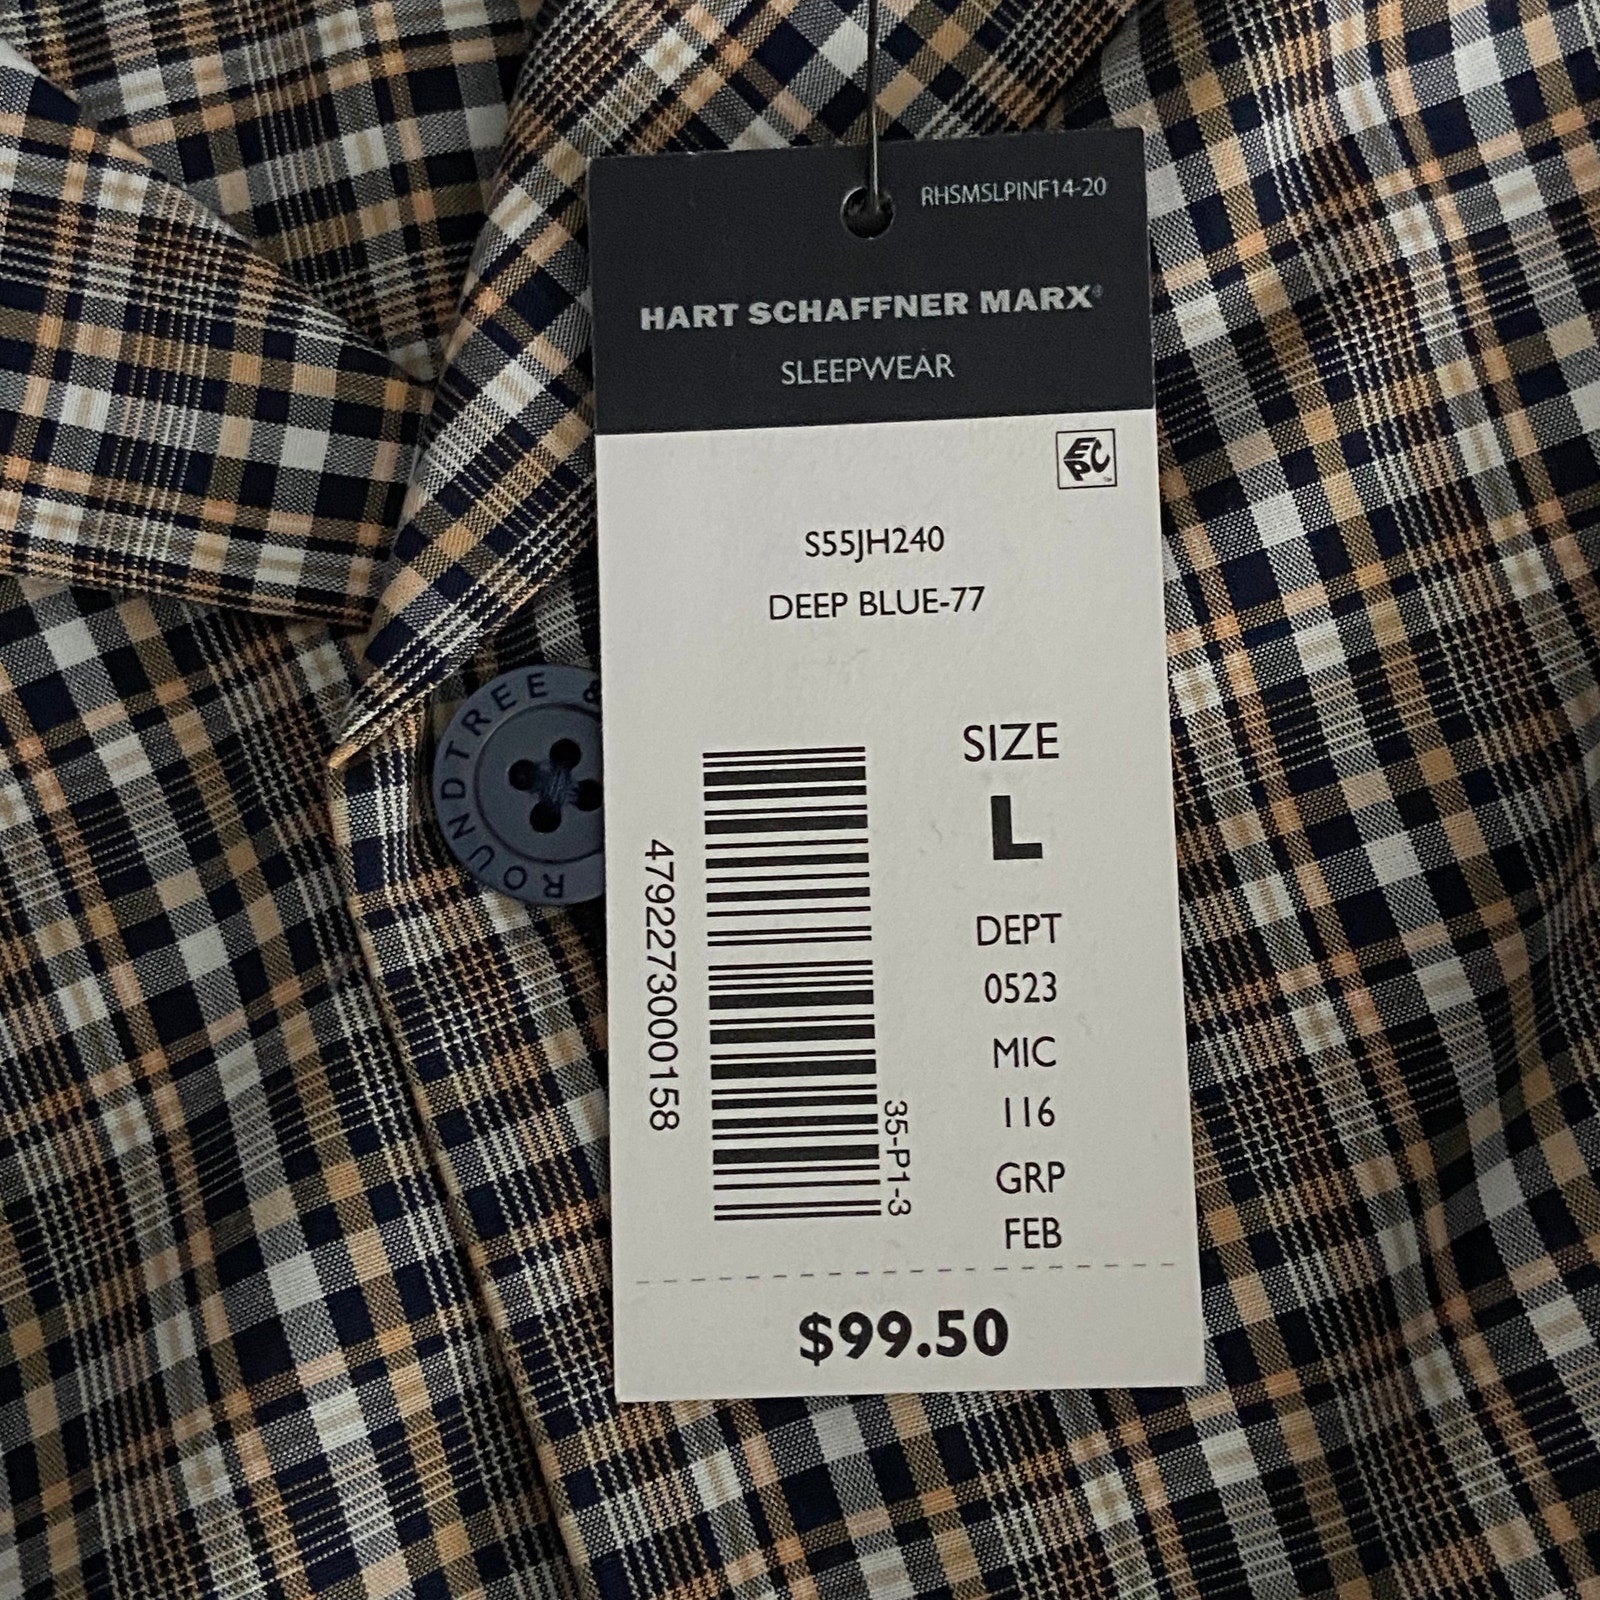 RHSMSLPINF14-20
HART SCHAFFNER MARX®
SLEEPWEAR
EPC
S55JH240
DEEP BLUE-77
SIZE
L
DEPT
0523
MIC
116
GRP
FEB
479227300158
35-P1-3
$99.50
ROUNDTREE &